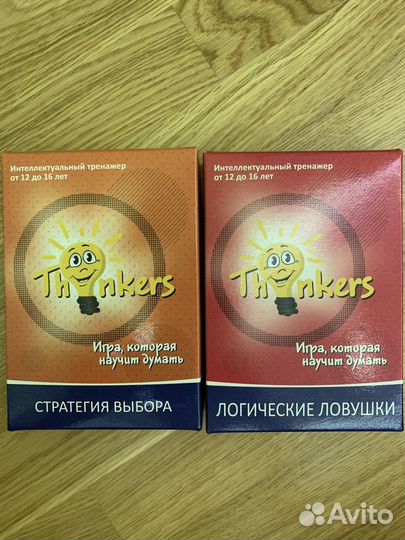 Интеллектуальный тренажер
от 12 до 16 лет
Thinkers
Игра, которая
научит думать
СТРАТЕГИЯ ВЫБОРА
Интеллектуальный тренажер
от 12 до 16 лет
Thinkers
Игра, которая
научит думать
ЛОГИЧЕСКИЕ ЛОВУШКИ
Avito